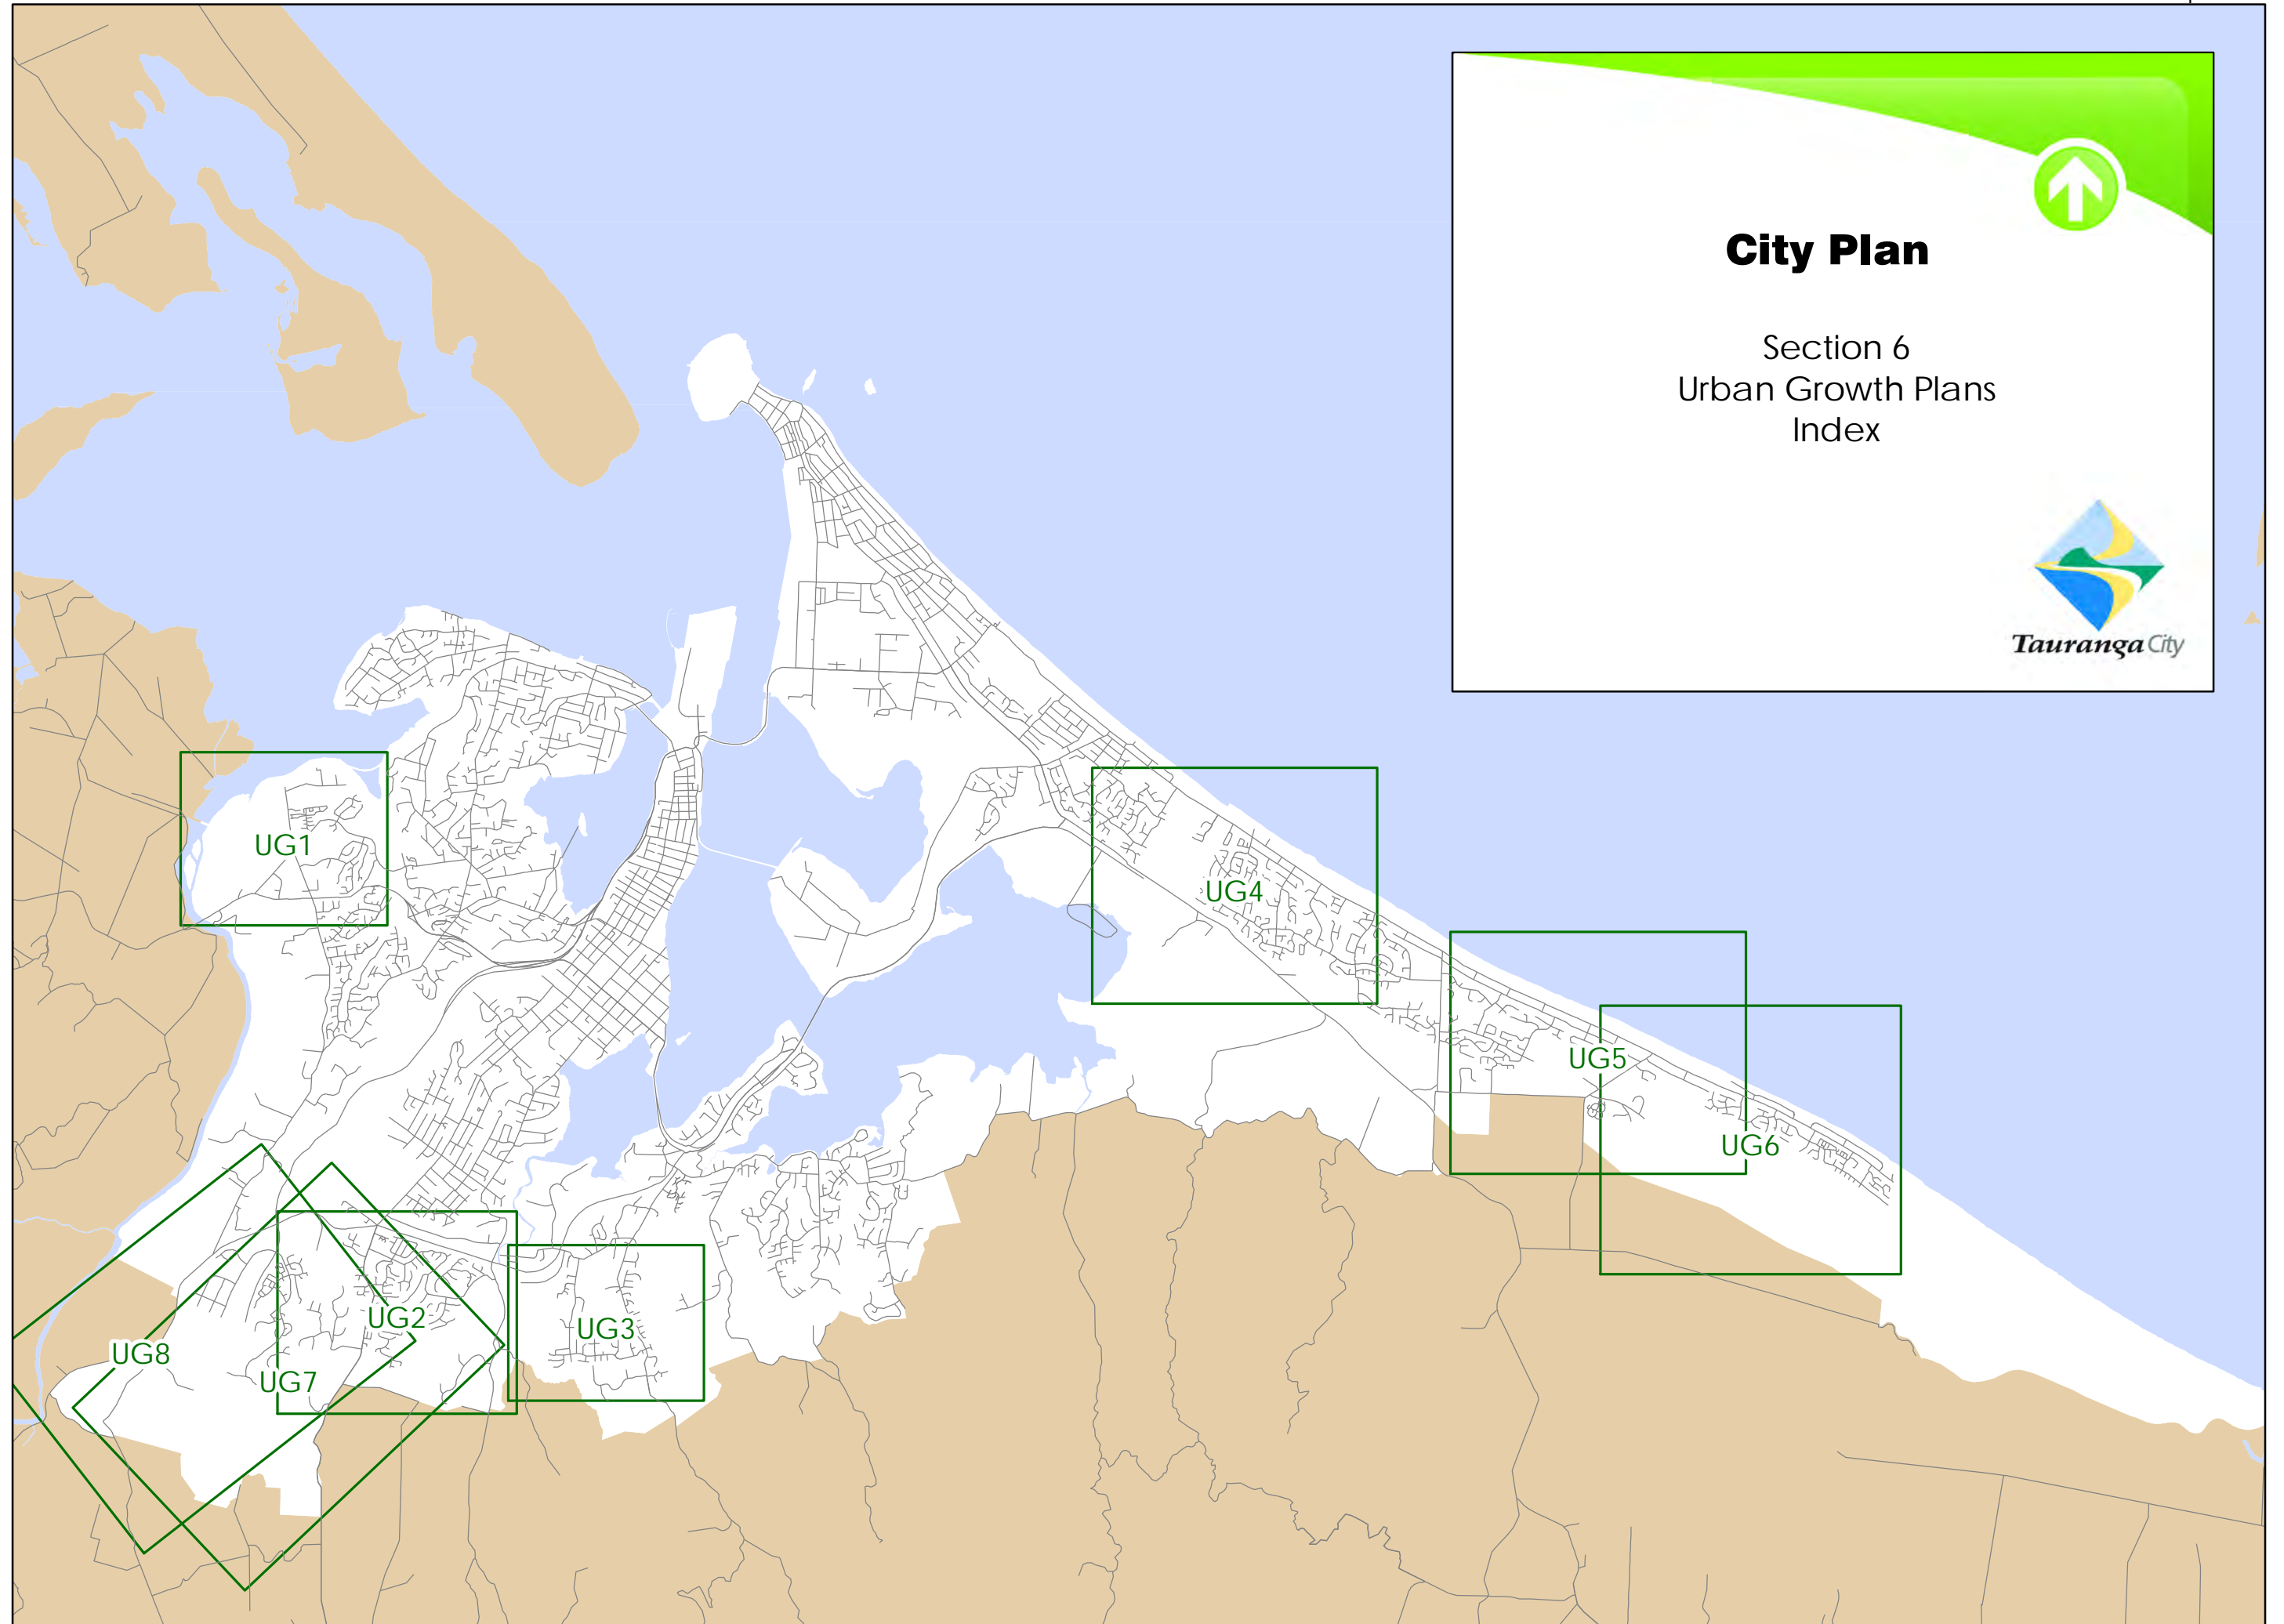 City Plan
Section 6
Urban Growth Plans
Index
Tauranga City
UG1
UG4
UG5
UG6
UG2
UG3
UG8
UG7